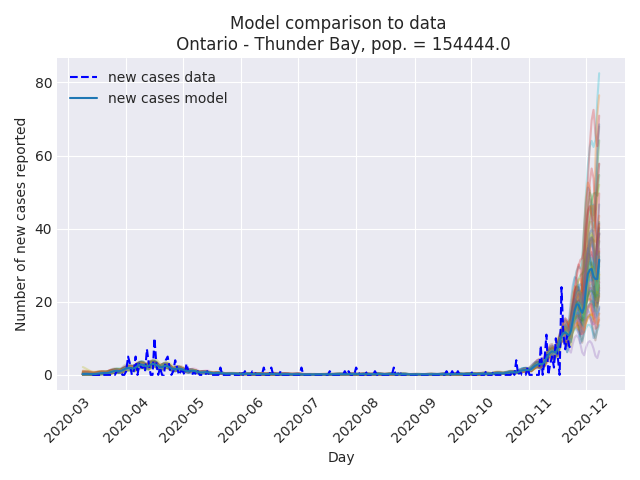 Model comparison to data
Ontario - Thunder Bay, pop. = 154444.0
new cases data
new cases model
Number of new cases reported
80
60
40
20
0
2020-03
2020-04
2020-05
2020-06
2020-07
2020-08
2020-09
2020-10
2020-11
2020-12
Day